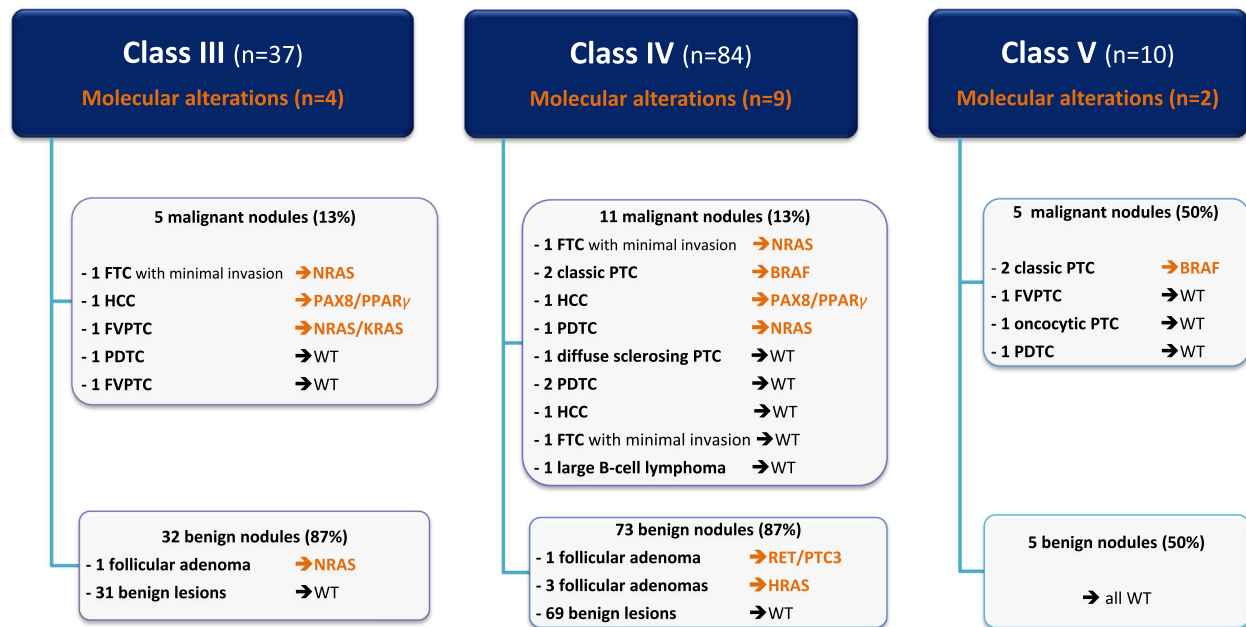 Class III (n=37)
Molecular alterations (n=4)
5 malignant nodules (13%)
- 1 FTC with minimal invasion ➔NRAS
- 1 HCC ➔PAX8/PPARγ
- 1 FVPTC ➔NRAS/KRAS
- 1 PDTC ➔WT
- 1 FVPTC ➔WT
32 benign nodules (87%)
- 1 follicular adenoma ➔NRAS
- 31 benign lesions ➔WT
Class IV (n=84)
Molecular alterations (n=9)
11 malignant nodules (13%)
- 1 FTC with minimal invasion ➔NRAS
- 2 classic PTC ➔BRAF
- 1 HCC ➔PAX8/PPARγ
- 1 PDTC ➔NRAS
- 1 diffuse sclerosing PTC ➔WT
- 2 PDTC ➔WT
- 1 HCC ➔WT
- 1 FTC with minimal invasion ➔WT
- 1 large B-cell lymphoma ➔WT
73 benign nodules (87%)
- 1 follicular adenoma ➔RET/PTC3
- 3 follicular adenomas ➔HRAS
- 69 benign lesions ➔WT
Class V (n=10)
Molecular alterations (n=2)
5 malignant nodules (50%)
- 2 classic PTC ➔BRAF
- 1 FVPTC ➔WT
- 1 oncocytic PTC ➔WT
- 1 PDTC ➔WT
5 benign nodules (50%)
➔ all WT